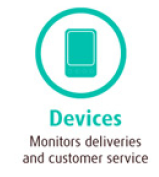 Devices
Monitors deliveries
and customer service